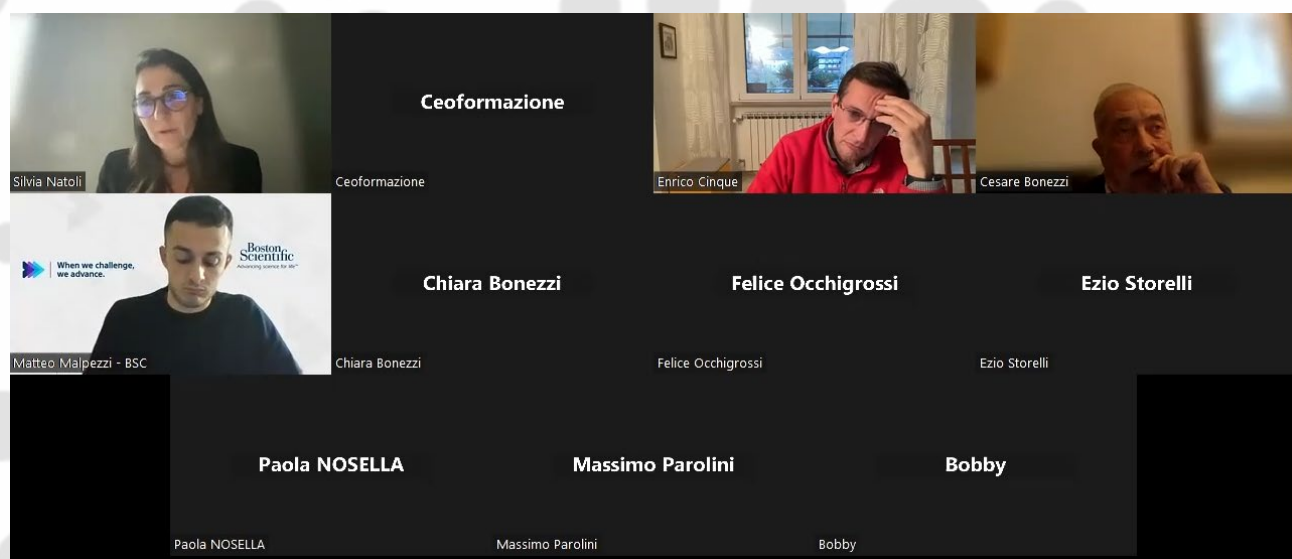 Ceoformazione
Silvia Natoli
Ceoformazione
Enrico Cinque
Cesare Bonezzi
When we challenge,
we advance.
Boston
Scientific
Advancing science for life™
Chiara Bonezzi
Felice Occhigrossi
Ezio Storelli
Matteo Malpezzi - BSC
Chiara Bonezzi
Felice Occhigrossi
Ezio Storelli
Paola NOSELLA
Massimo Parolini
Bobby
Paola NOSELLA
Massimo Parolini
Bobby